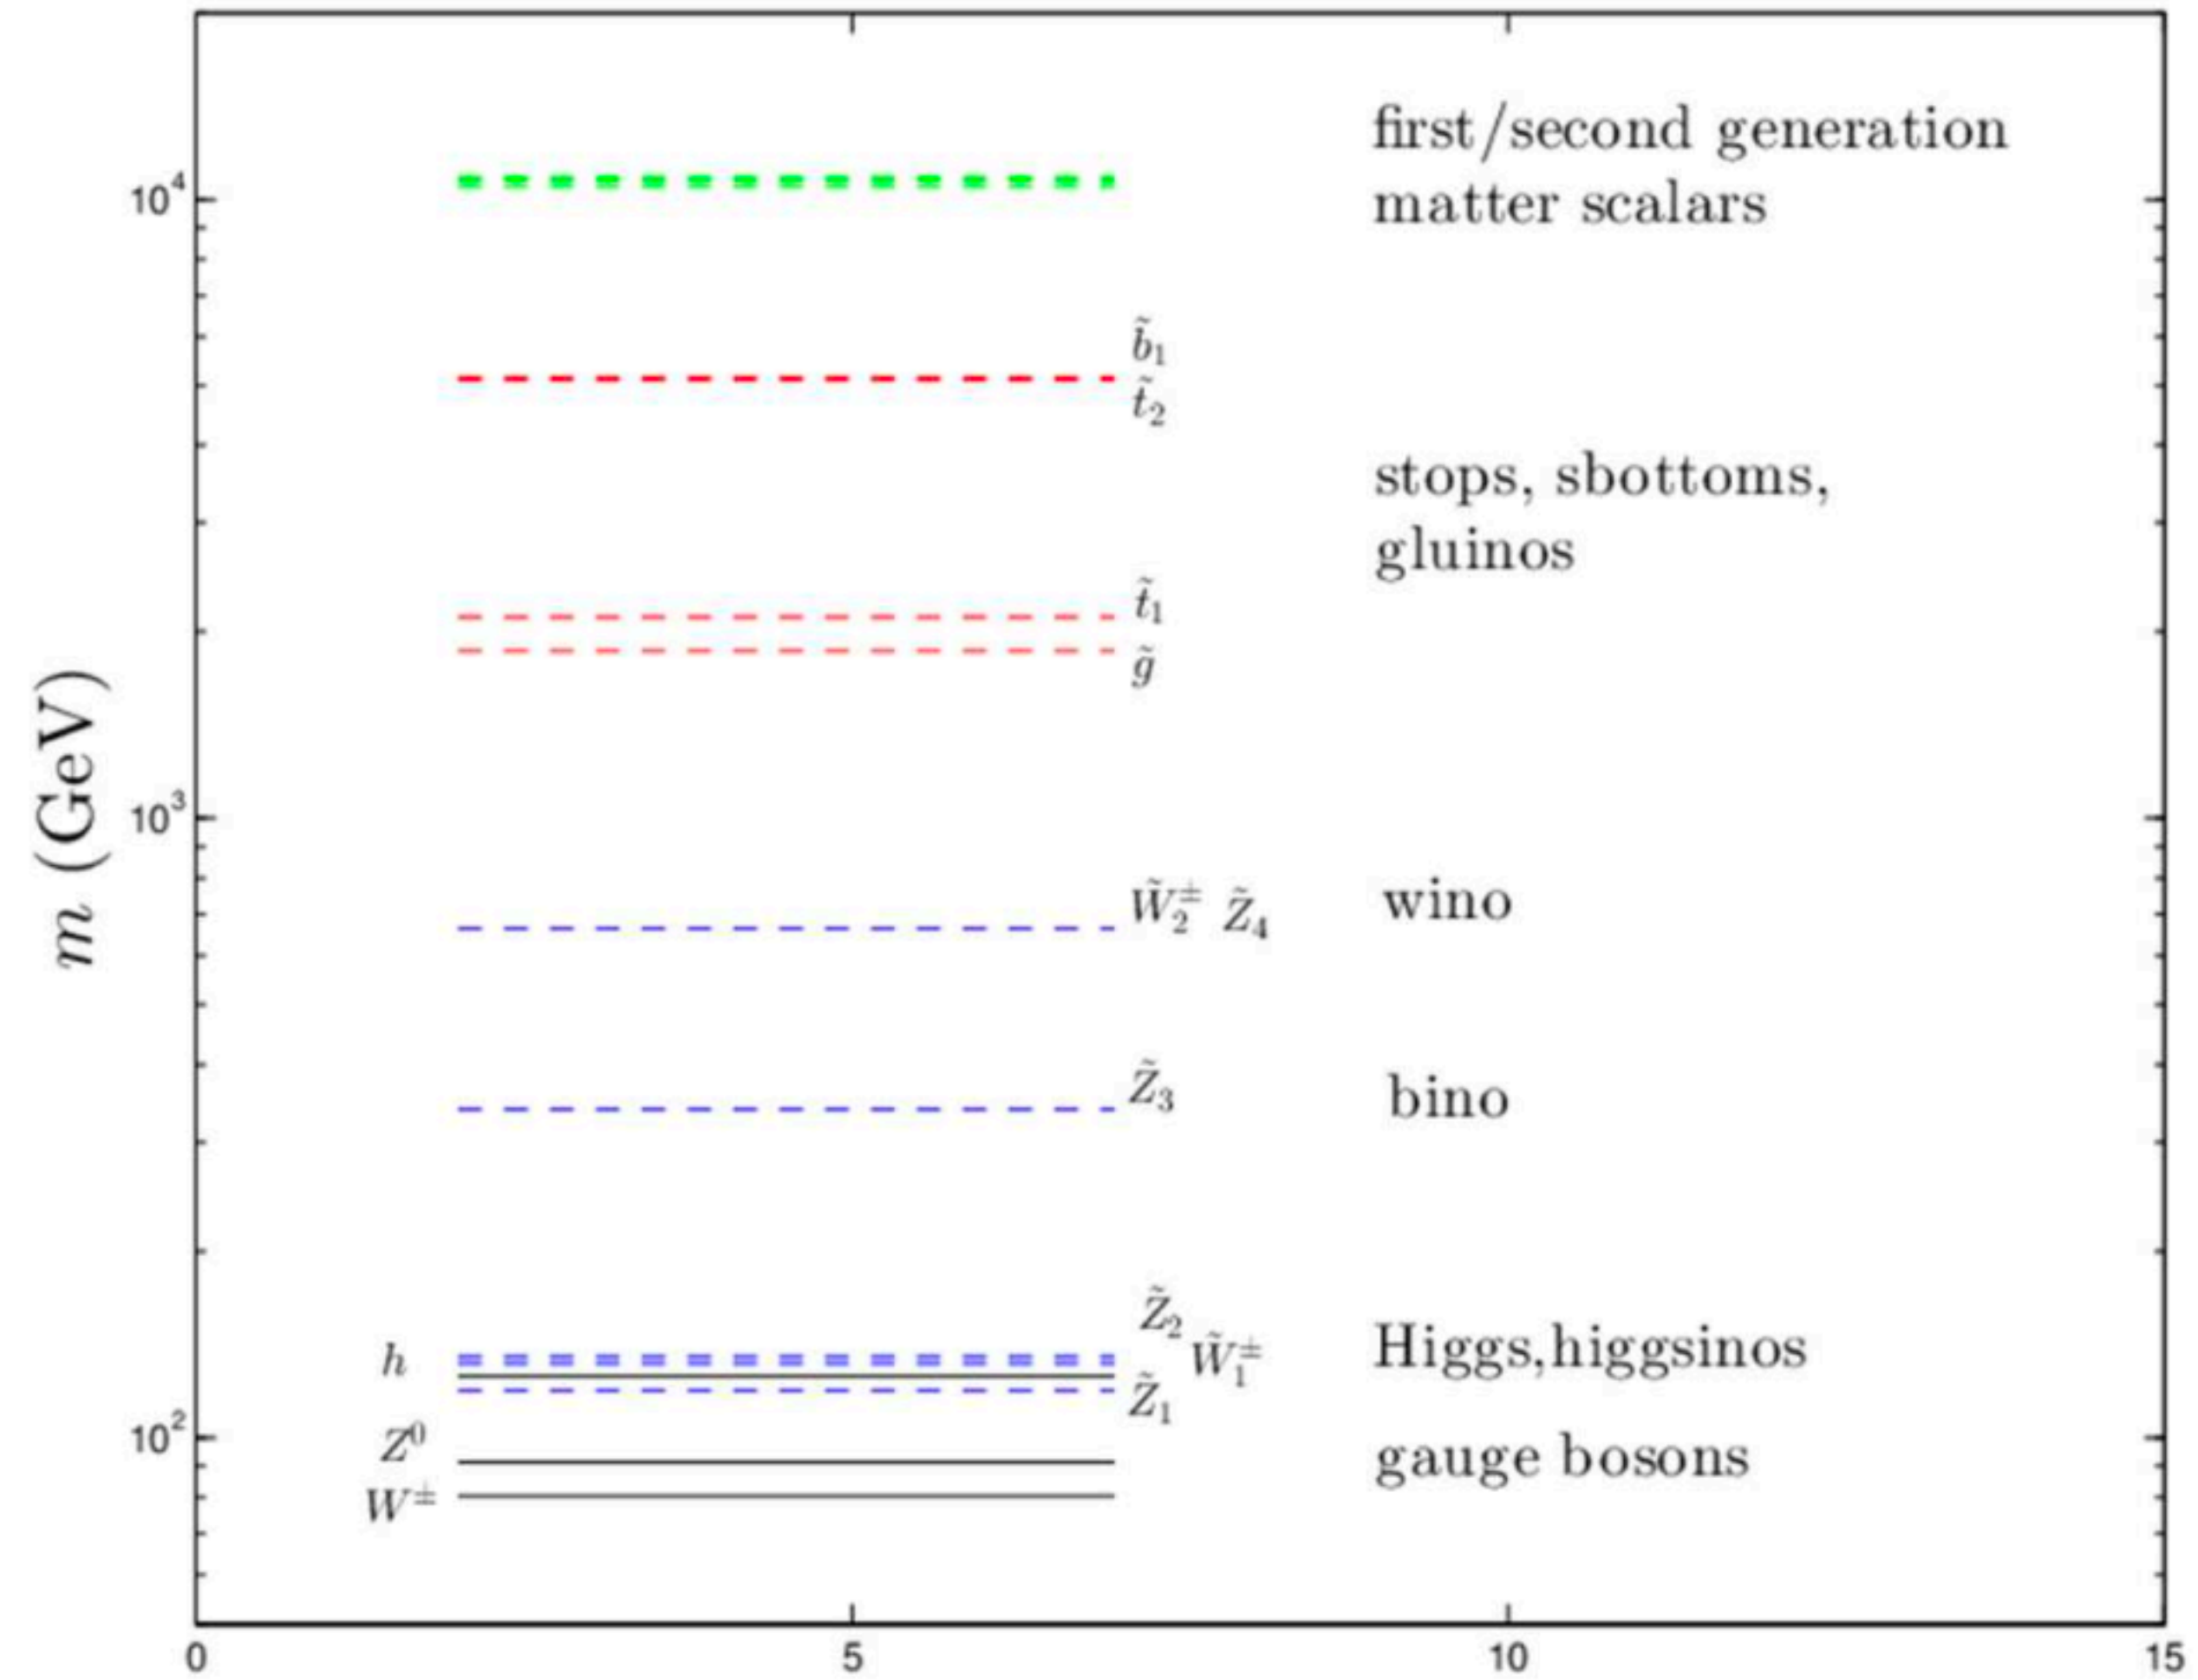 first/second generation
10⁴
matter scalars
b̃₁
t̃₂
stops, sbottoms,
gluinos
t̃₁
g̃
m (GeV)
10³
W̃₂± Z̃₄
wino
Z̃₃
bino
Z̃₂
h
W̃₁±
Higgs,higgsinos
Z̃₁
10²
Z⁰
gauge bosons
W±
0 5 10 15